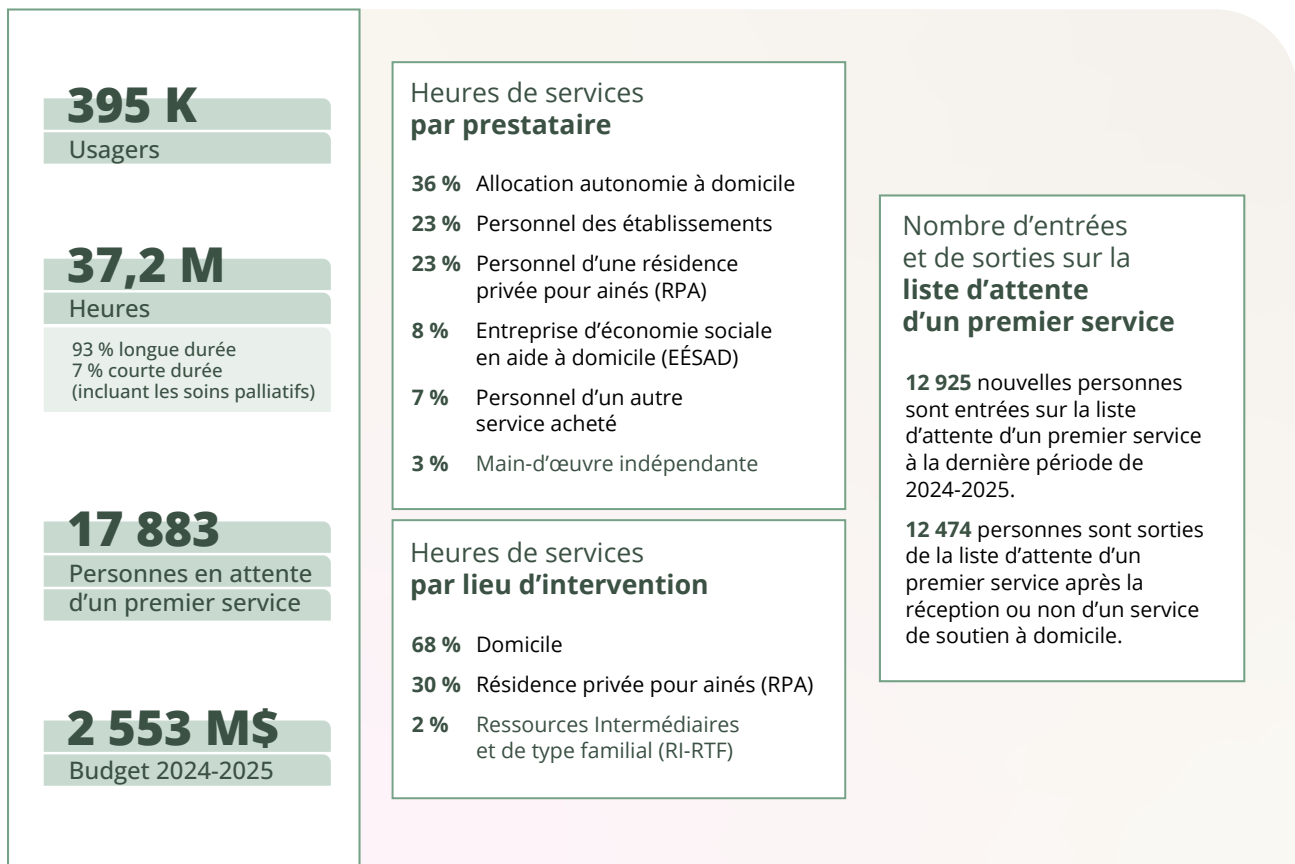 395 K
Usagers
37,2 M
Heures
93 % longue durée
7 % courte durée
(incluant les soins palliatifs)
17 883
Personnes en attente
d’un premier service
2 553 M$
Budget 2024-2025
Heures de services
par prestataire
36 % Allocation autonomie à domicile
23 % Personnel des établissements
23 % Personnel d’une résidence
privée pour ainés (RPA)
8 % Entreprise d’économie sociale
en aide à domicile (EÉSAD)
7 % Personnel d’un autre
service acheté
3 % Main-d’œuvre indépendante
Heures de services
par lieu d’intervention
68 % Domicile
30 % Résidence privée pour ainés (RPA)
2 % Ressources Intermédiaires
et de type familial (RI-RTF)
Nombre d’entrées
et de sorties sur la
liste d’attente
d’un premier service
12 925 nouvelles personnes
sont entrées sur la liste
d’attente d’un premier service
à la dernière période de
2024-2025.
12 474 personnes sont sorties
de la liste d’attente d’un
premier service après la
réception ou non d’un service
de soutien à domicile.